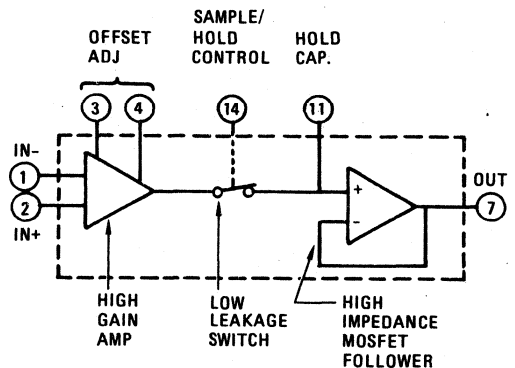 SAMPLE/
HOLD
CONTROL
OFFSET
ADJ
HOLD
CAP.
3
4
14
11
IN-
1
2
IN+
+
-
OUT
7
HIGH
GAIN
AMP
LOW
LEAKAGE
SWITCH
HIGH
IMPEDANCE
MOSFET
FOLLOWER